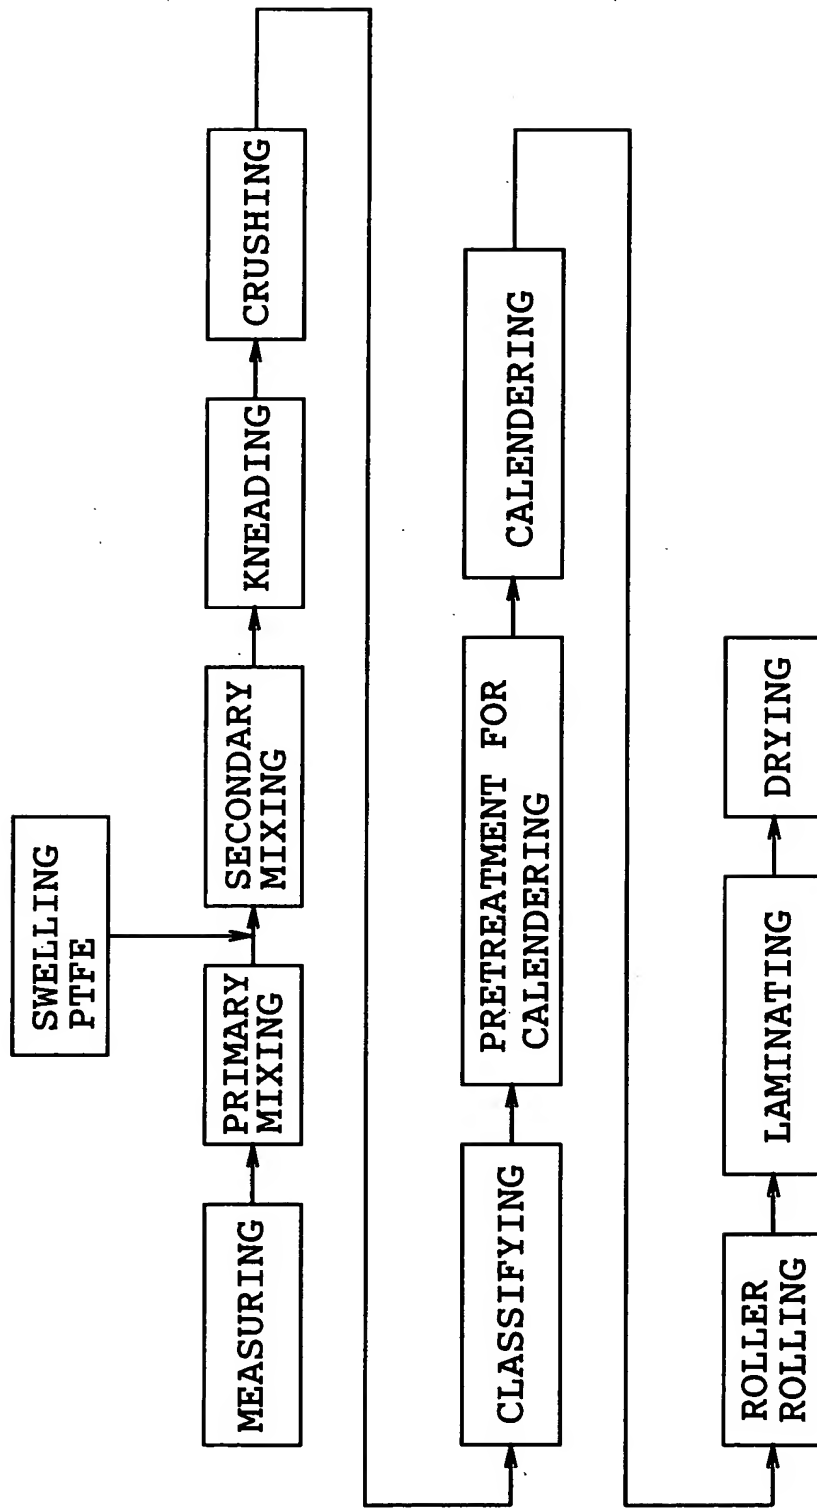 SWELLING
PTFE
MEASURING
PRIMARY
MIXING
SECONDARY
MIXING
KNEADING
CRUSHING
CLASSIFYING
PRETREATMENT FOR
CALENDERING
CALENDERING
ROLLER
ROLLING
LAMINATING
DRYING